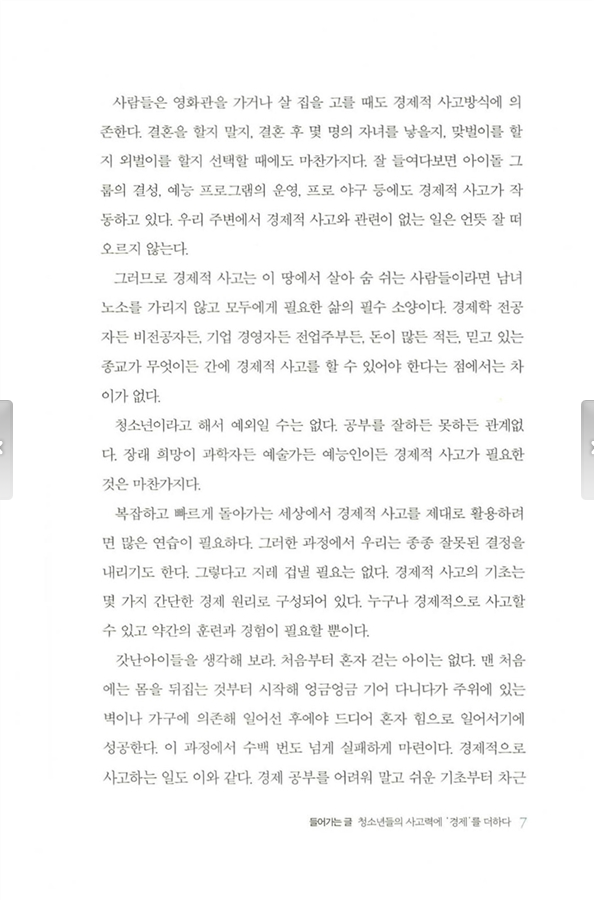 사람들은 영화관을 가거나 살 집을 고를 때도 경제적 사고방식에 의
존한다. 결혼을 할지 말지, 결혼 후 몇 명의 자녀를 낳을지, 맞벌이를 할
지 외벌이를 할지 선택할 때에도 마찬가지다. 잘 들여다보면 아이돌 그
룹의 결성, 예능 프로그램의 운영, 프로 야구 등에도 경제적 사고가 작
동하고 있다. 우리 주변에서 경제적 사고와 관련이 없는 일은 언뜻 잘 떠
오르지 않는다.
그러므로 경제적 사고는 이 땅에서 살아 숨 쉬는 사람들이라면 남녀
노소를 가리지 않고 모두에게 필요한 삶의 필수 소양이다. 경제학 전공
자든 비전공자든, 기업 경영자든 전업주부든, 돈이 많든 적든, 믿고 있는
종교가 무엇이든 간에 경제적 사고를 할 수 있어야 한다는 점에서는 차
이가 없다.
청소년이라고 해서 예외일 수는 없다. 공부를 잘하든 못하든 관계없
다. 장래 희망이 과학자든 예술가든 예능인이든 경제적 사고가 필요한
것은 마찬가지다.
복잡하고 빠르게 돌아가는 세상에서 경제적 사고를 제대로 활용하려
면 많은 연습이 필요하다. 그러한 과정에서 우리는 종종 잘못된 결정을
내리기도 한다. 그렇다고 지레 겁낼 필요는 없다. 경제적 사고의 기초는
몇 가지 간단한 경제 원리로 구성되어 있다. 누구나 경제적으로 사고할
수 있고 약간의 훈련과 경험이 필요할 뿐이다.
갓난아이들을 생각해 보라. 처음부터 혼자 걷는 아이는 없다. 맨 처음
에는 몸을 뒤집는 것부터 시작해 엉금엉금 기어 다니다가 주위에 있는
벽이나 가구에 의존해 일어선 후에야 드디어 혼자 힘으로 일어서기에
성공한다. 이 과정에서 수백 번도 넘게 실패하게 마련이다. 경제적으로
사고하는 일도 이와 같다. 경제 공부를 어려워 말고 쉬운 기초부터 차근
들어가는 글 청소년들의 사고력에 '경제'를 더하다 7